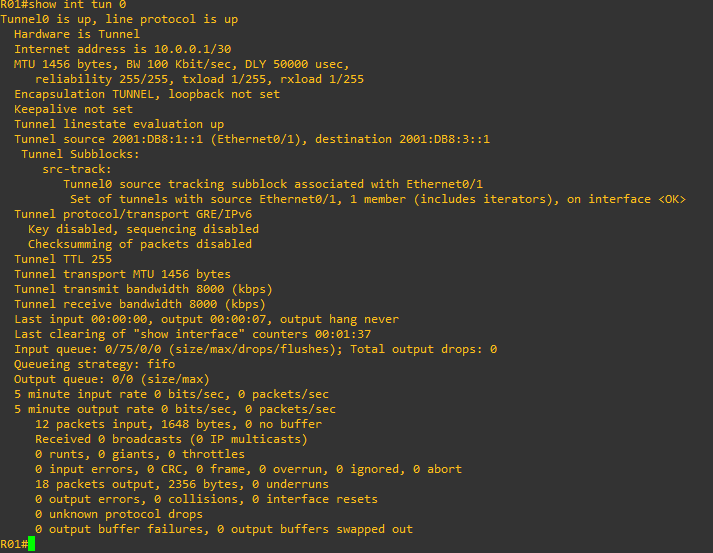 R01#show int tun 0
Tunnel0 is up, line protocol is up
  Hardware is Tunnel
  Internet address is 10.0.0.1/30
  MTU 1456 bytes, BW 100 Kbit/sec, DLY 50000 usec,
     reliability 255/255, txload 1/255, rxload 1/255
  Encapsulation TUNNEL, loopback not set
  Keepalive not set
  Tunnel linestate evaluation up
  Tunnel source 2001:DB8:1::1 (Ethernet0/1), destination 2001:DB8:3::1
   Tunnel Subblocks:
      src-track:
         Tunnel0 source tracking subblock associated with Ethernet0/1
          Set of tunnels with source Ethernet0/1, 1 member (includes iterators), on interface <OK>
  Tunnel protocol/transport GRE/IPv6
    Key disabled, sequencing disabled
    Checksumming of packets disabled
  Tunnel TTL 255
  Tunnel transport MTU 1456 bytes
  Tunnel transmit bandwidth 8000 (kbps)
  Tunnel receive bandwidth 8000 (kbps)
  Last input 00:00:00, output 00:00:07, output hang never
  Last clearing of "show interface" counters 00:01:37
  Input queue: 0/75/0/0 (size/max/drops/flushes); Total output drops: 0
  Queueing strategy: fifo
  Output queue: 0/0 (size/max)
  5 minute input rate 0 bits/sec, 0 packets/sec
  5 minute output rate 0 bits/sec, 0 packets/sec
     12 packets input, 1648 bytes, 0 no buffer
     Received 0 broadcasts (0 IP multicasts)
     0 runts, 0 giants, 0 throttles
     0 input errors, 0 CRC, 0 frame, 0 overrun, 0 ignored, 0 abort
     18 packets output, 2356 bytes, 0 underruns
     0 output errors, 0 collisions, 0 interface resets
     0 unknown protocol drops
     0 output buffer failures, 0 output buffers swapped out
R01#